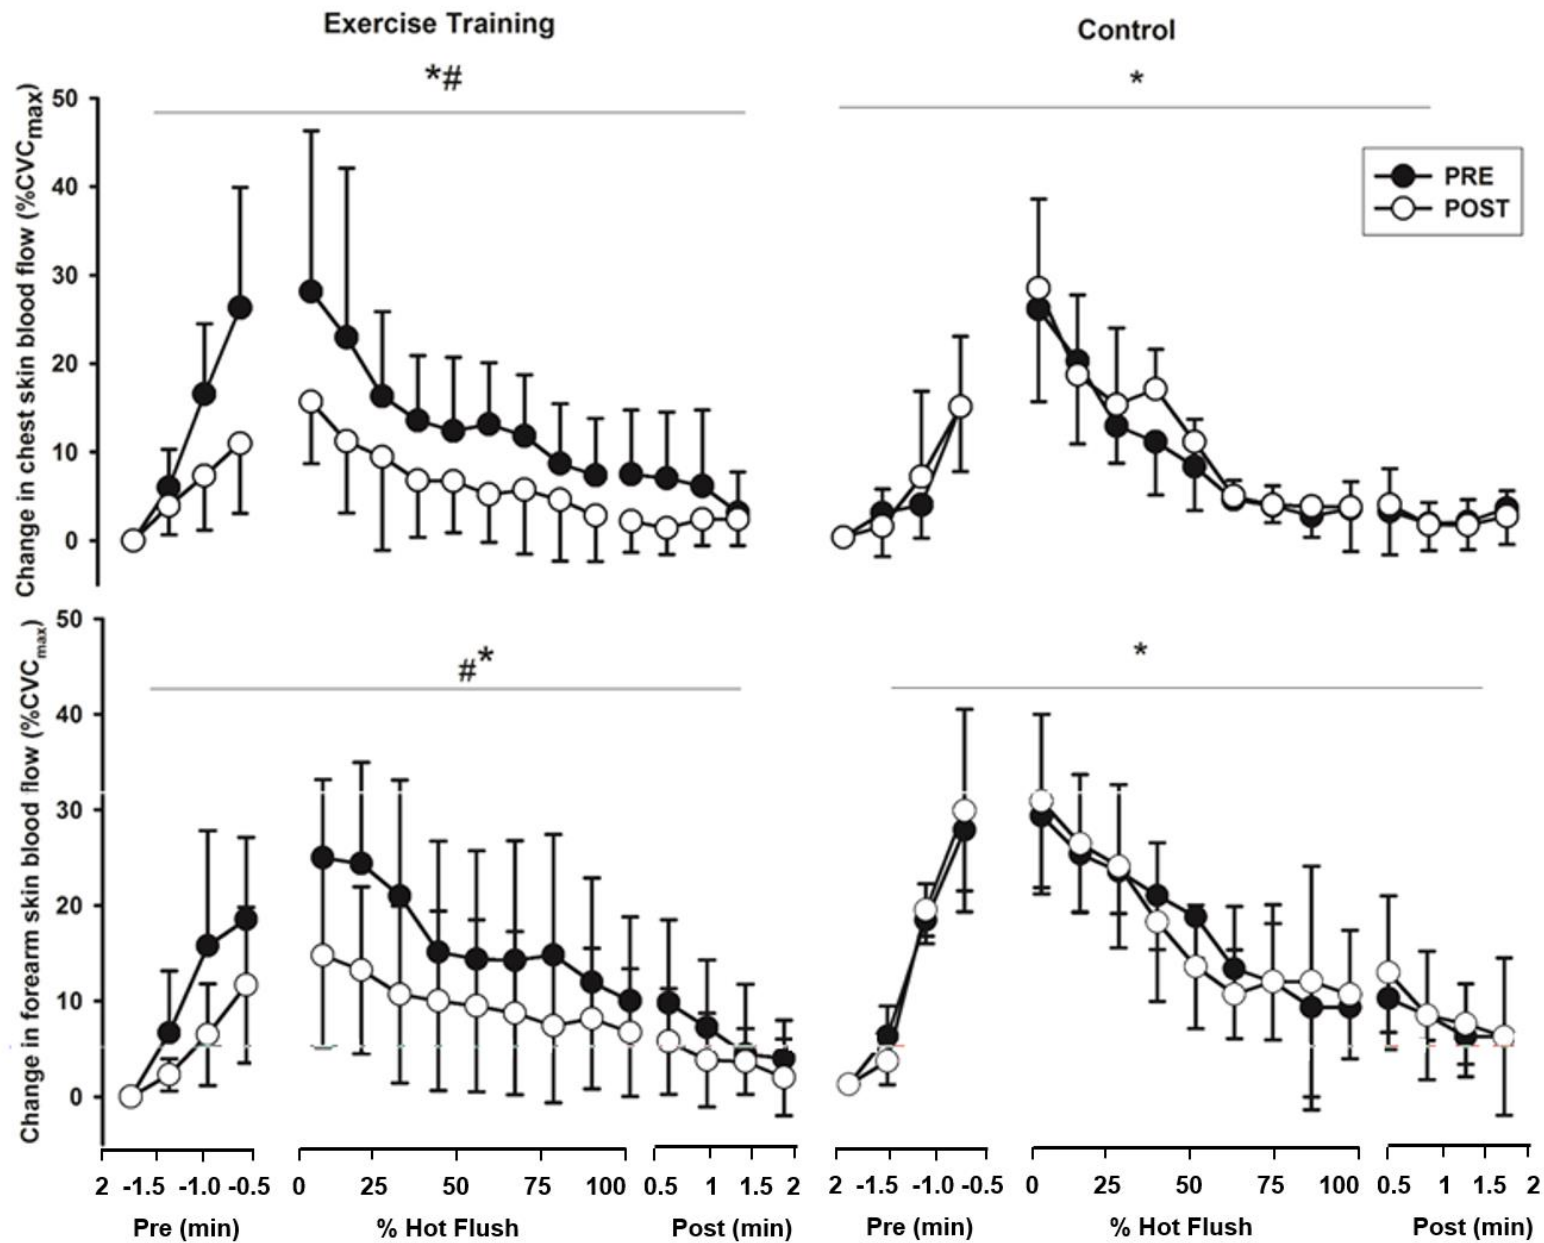 Exercise Training
Control
*#
*
Change in chest skin blood flow (%CVCmax)
50
40
30
20
10
0
PRE
POST
Change in forearm skin blood flow (%CVCmax)
50
40
30
20
10
0
#*
*
2 -1.5 -1.0 -0.5 0 25 50 75 100 0.5 1 1.5 2 2 -1.5 -1.0 -0.5 0 25 50 75 100 0.5 1 1.5 2
Pre (min) % Hot Flush Post (min) Pre (min) % Hot Flush Post (min)